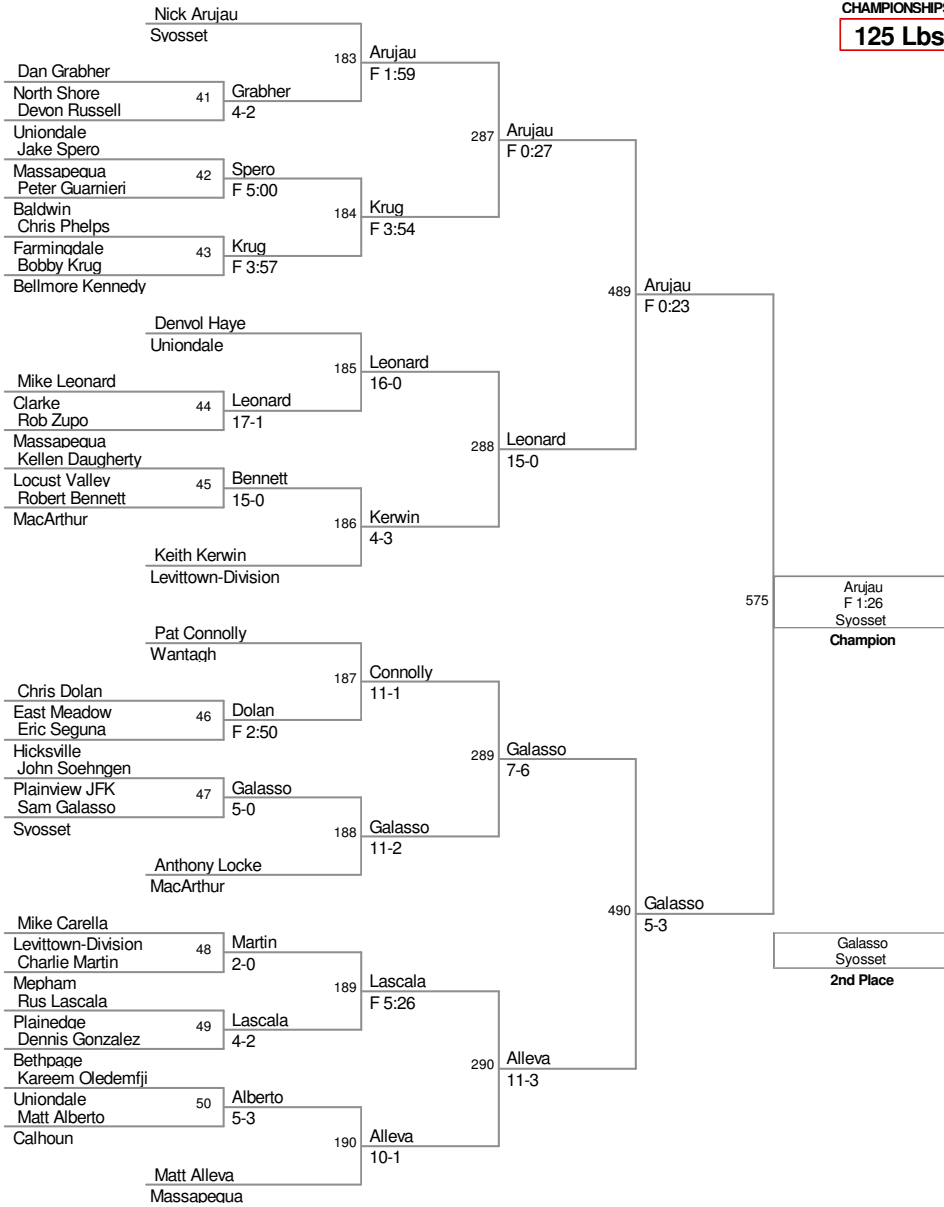 CHAMPIONSHIPS
125 Lbs
Nick Arujau
Syosset
183
Arujau
F 1:59
Dan Grabher
North Shore
41
Grabher
4-2
Devon Russell
Uniondale
287
Arujau
F 0:27
Jake Spero
Massapequa
42
Spero
F 5:00
Peter Guarnieri
Baldwin
184
Krug
F 3:54
Chris Phelps
Farmingdale
43
Krug
F 3:57
Bobby Krug
Bellmore Kennedy
489
Arujau
F 0:23
Denvol Haye
Uniondale
185
Leonard
16-0
Mike Leonard
Clarke
44
Leonard
17-1
Rob Zupo
Massapequa
288
Leonard
15-0
Kellen Daugherty
Locust Valley
45
Bennett
15-0
Robert Bennett
MacArthur
186
Kerwin
4-3
Keith Kerwin
Levittown-Division
575
Arujau
F 1:26
Syosset
Champion
Pat Connolly
Wantagh
187
Connolly
11-1
Chris Dolan
East Meadow
46
Dolan
F 2:50
Eric Seguna
Hicksville
289
Galasso
7-6
John Soehngen
Plainview JFK
47
Galasso
5-0
Sam Galasso
Syosset
188
Galasso
11-2
Anthony Locke
MacArthur
490
Galasso
5-3
Mike Carella
Levittown-Division
48
Martin
2-0
Charlie Martin
Mepham
189
Lascala
F 5:26
Rus Lascala
Plainedge
49
Lascala
4-2
Dennis Gonzalez
Bethpage
290
Alleva
11-3
Kareem Oledemfji
Uniondale
50
Alberto
5-3
Matt Alberto
Calhoun
190
Alleva
10-1
Matt Alleva
Massapequa
Galasso
Syosset
2nd Place